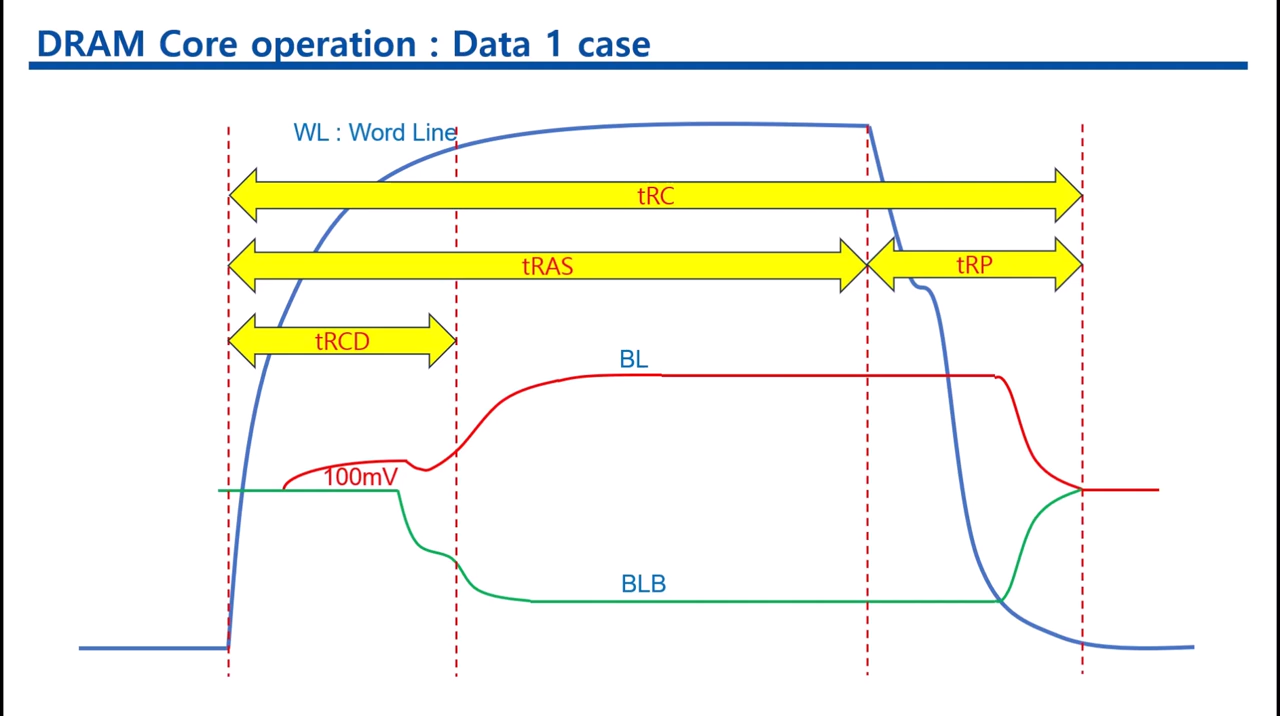 DRAM Core operation : Data 1 case
WL : Word Line
tRC
tRAS
tRP
tRCD
BL
100mV
BLB